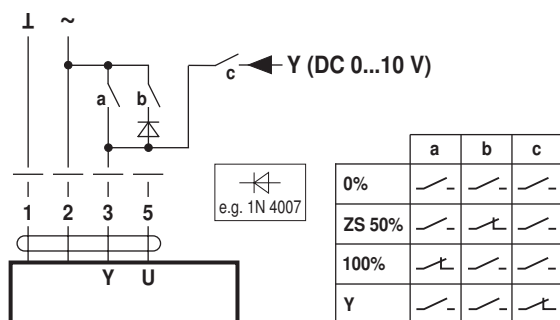 ⊥ ~
c
Y (DC 0...10 V)
a b
e.g. 1N 4007
1 2 3 5
Y U
a b c
0%
ZS 50%
100%
Y